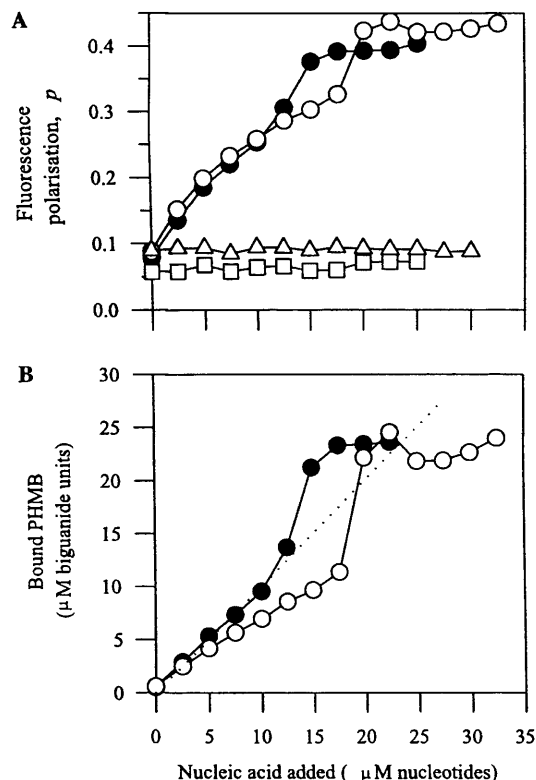 A
Fluorescence
polarisation, p
0.4
0.3
0.2
0.1
0.0
B
Bound PHMB
(μM biguanide units)
30
25
20
15
10
5
0
0 5 10 15 20 25 30 35
Nucleic acid added ( μM nucleotides)